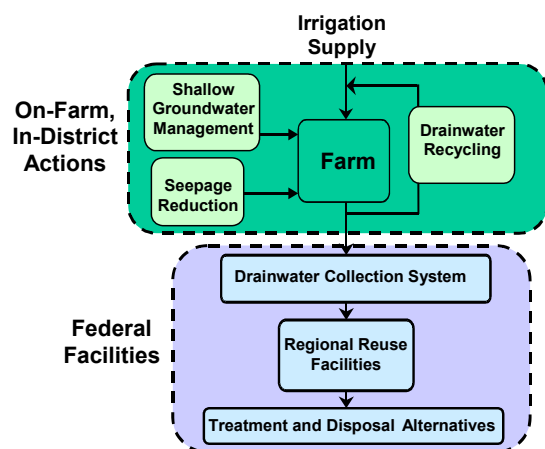 Irrigation
Supply
On-Farm,
In-District
Actions
Shallow
Groundwater
Management
Seepage
Reduction
Farm
Drainwater
Recycling
Federal
Facilities
Drainwater Collection System
Regional Reuse
Facilities
Treatment and Disposal Alternatives